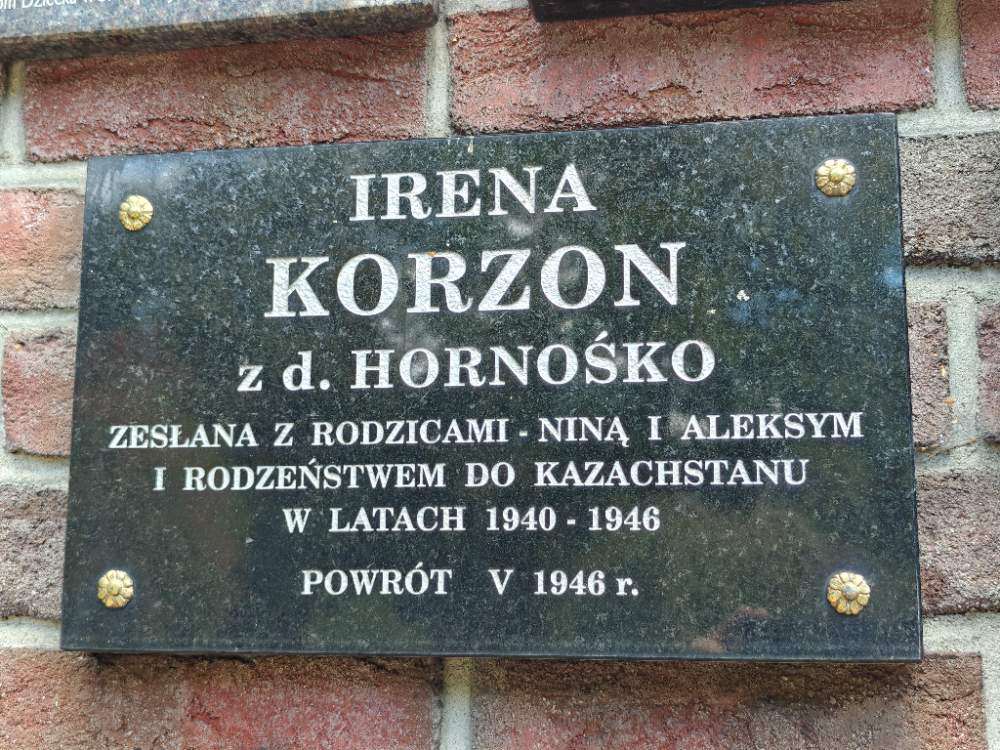 IRENA
KORZON
z d. HORNOŚKO
ZESŁANA Z RODZICAMI - NINĄ I ALEKSYM
I RODZEŃSTWEM DO KAZACHSTANU
W LATACH 1940 - 1946
POWRÓT V 1946 r.